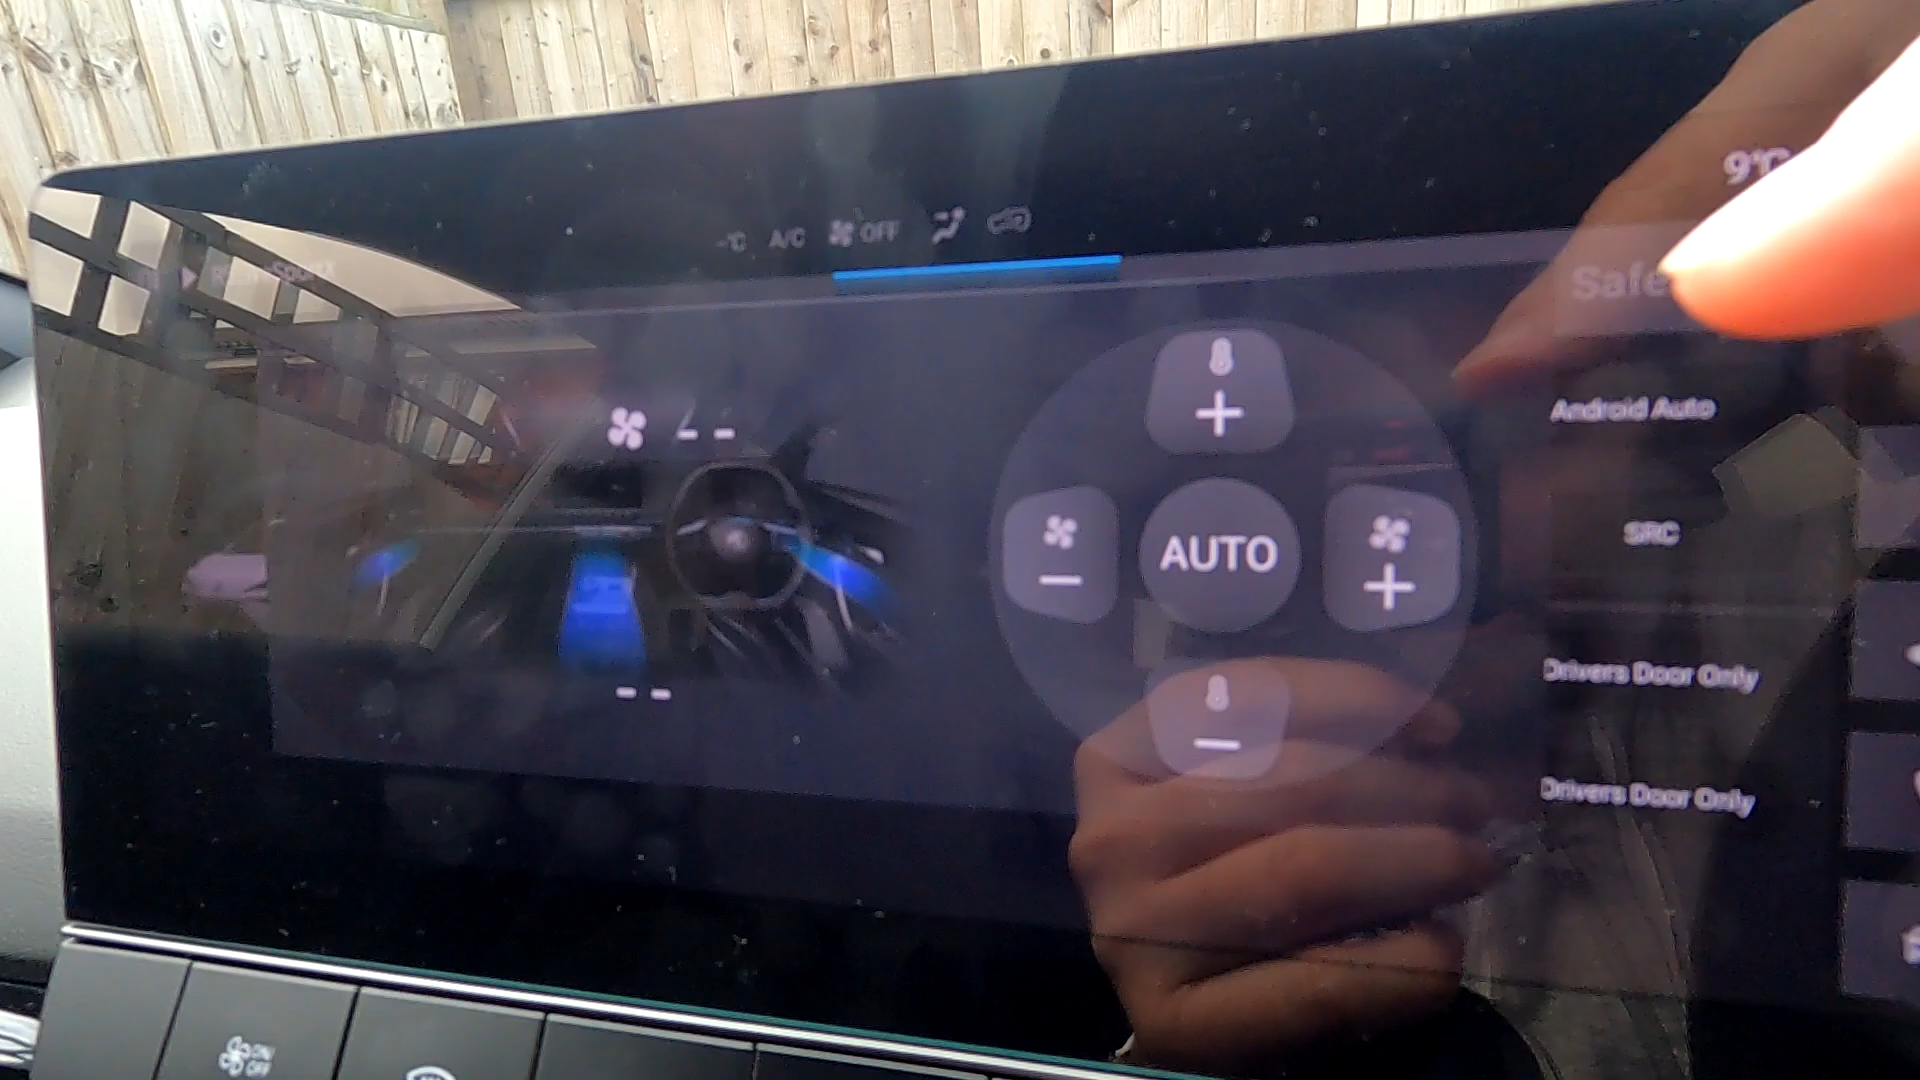 9°C
-°C A/C OFF
Safe
AUTO
Android Auto
SRC
Drivers Door Only
Drivers Door Only
ON
OFF